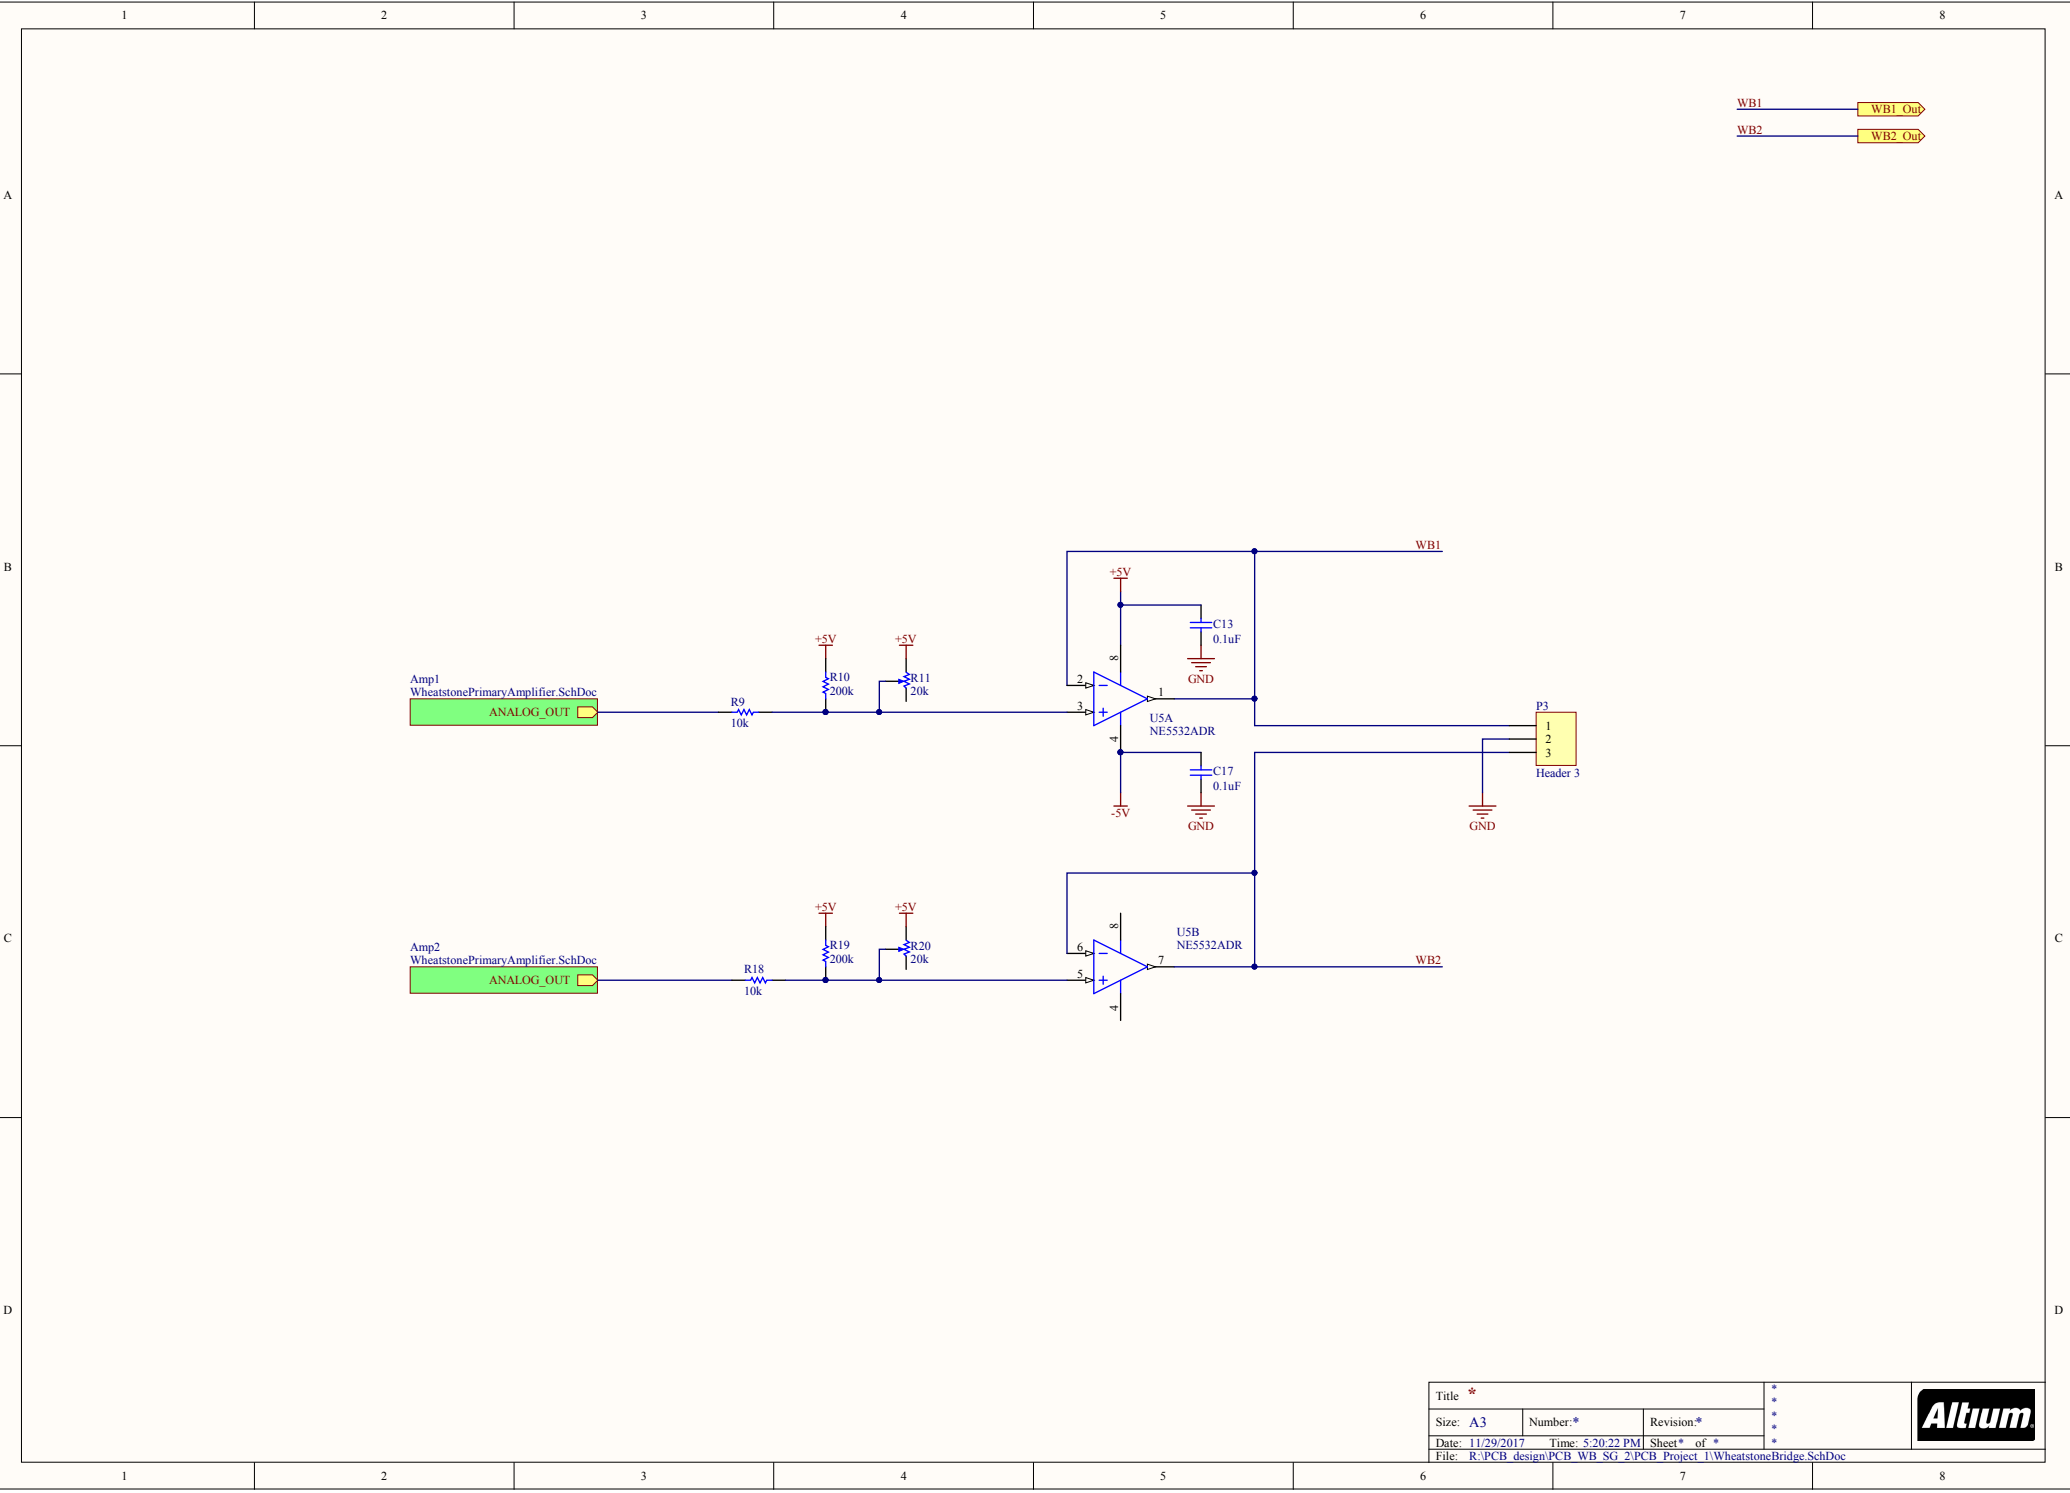 1 2 3 4 5 6 7 8
WB1 WB1_Out
WB2 WB2_Out
A A
WB1
B B
+5V
C13
0.1uF
+5V +5V
8
GND
Amp1
WheatstonePrimaryAmplifier.SchDoc
R10
200k
R11
20k
2
1
ANALOG_OUT
R9
10k
3
U5A
NE5532ADR
4
P3
1
2
3
Header 3
C17
0.1uF
-5V
GND
GND
+5V +5V
8
C C
Amp2
WheatstonePrimaryAmplifier.SchDoc
R19
200k
R20
20k
U5B
NE5532ADR
6
7
WB2
ANALOG_OUT
R18
10k
5
4
D D
Title *
Size: A3 Number:* Revision:*
Date: 11/29/2017 Time: 5:20:22 PM Sheet* of *
File: R:\PCB_design\PCB_WB_SG_2\PCB_Project_1\WheatstoneBridge.SchDoc
*
*
*
*
*
Altium
1 2 3 4 5 6 7 8